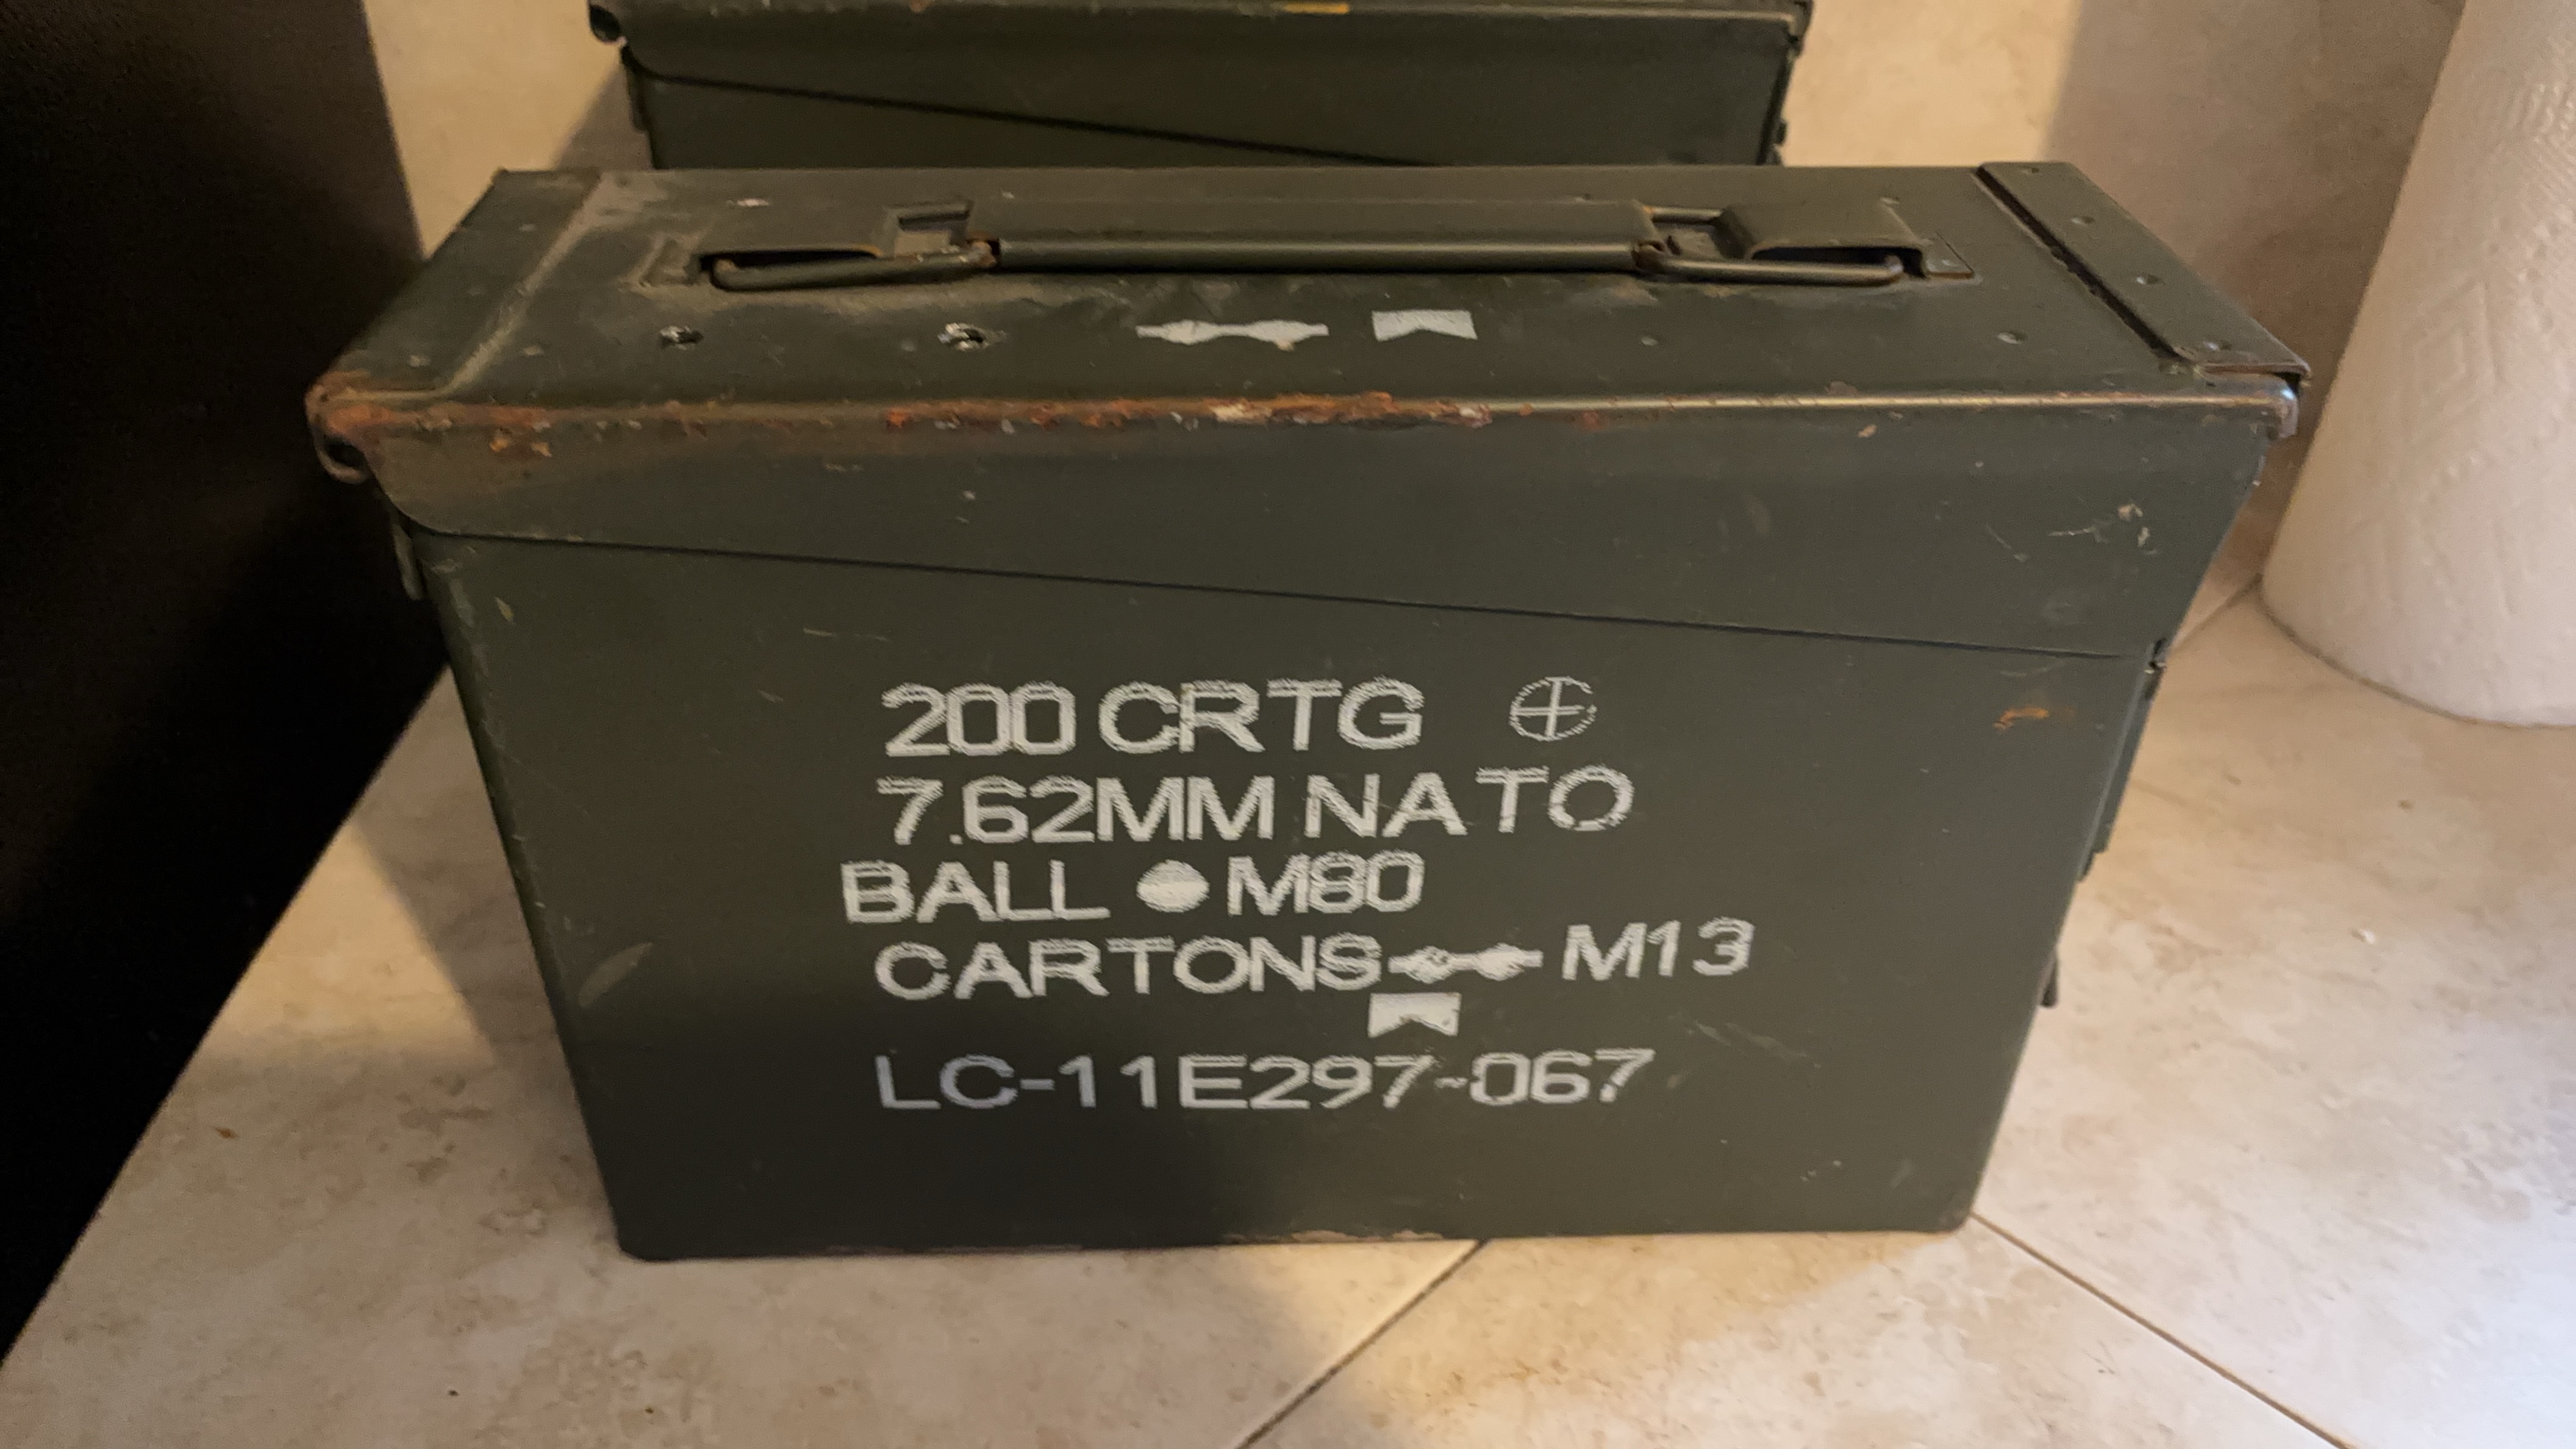 200 CRTG
7.62MM NATO
BALL M80
CARTONS M13
LC-11E297-067